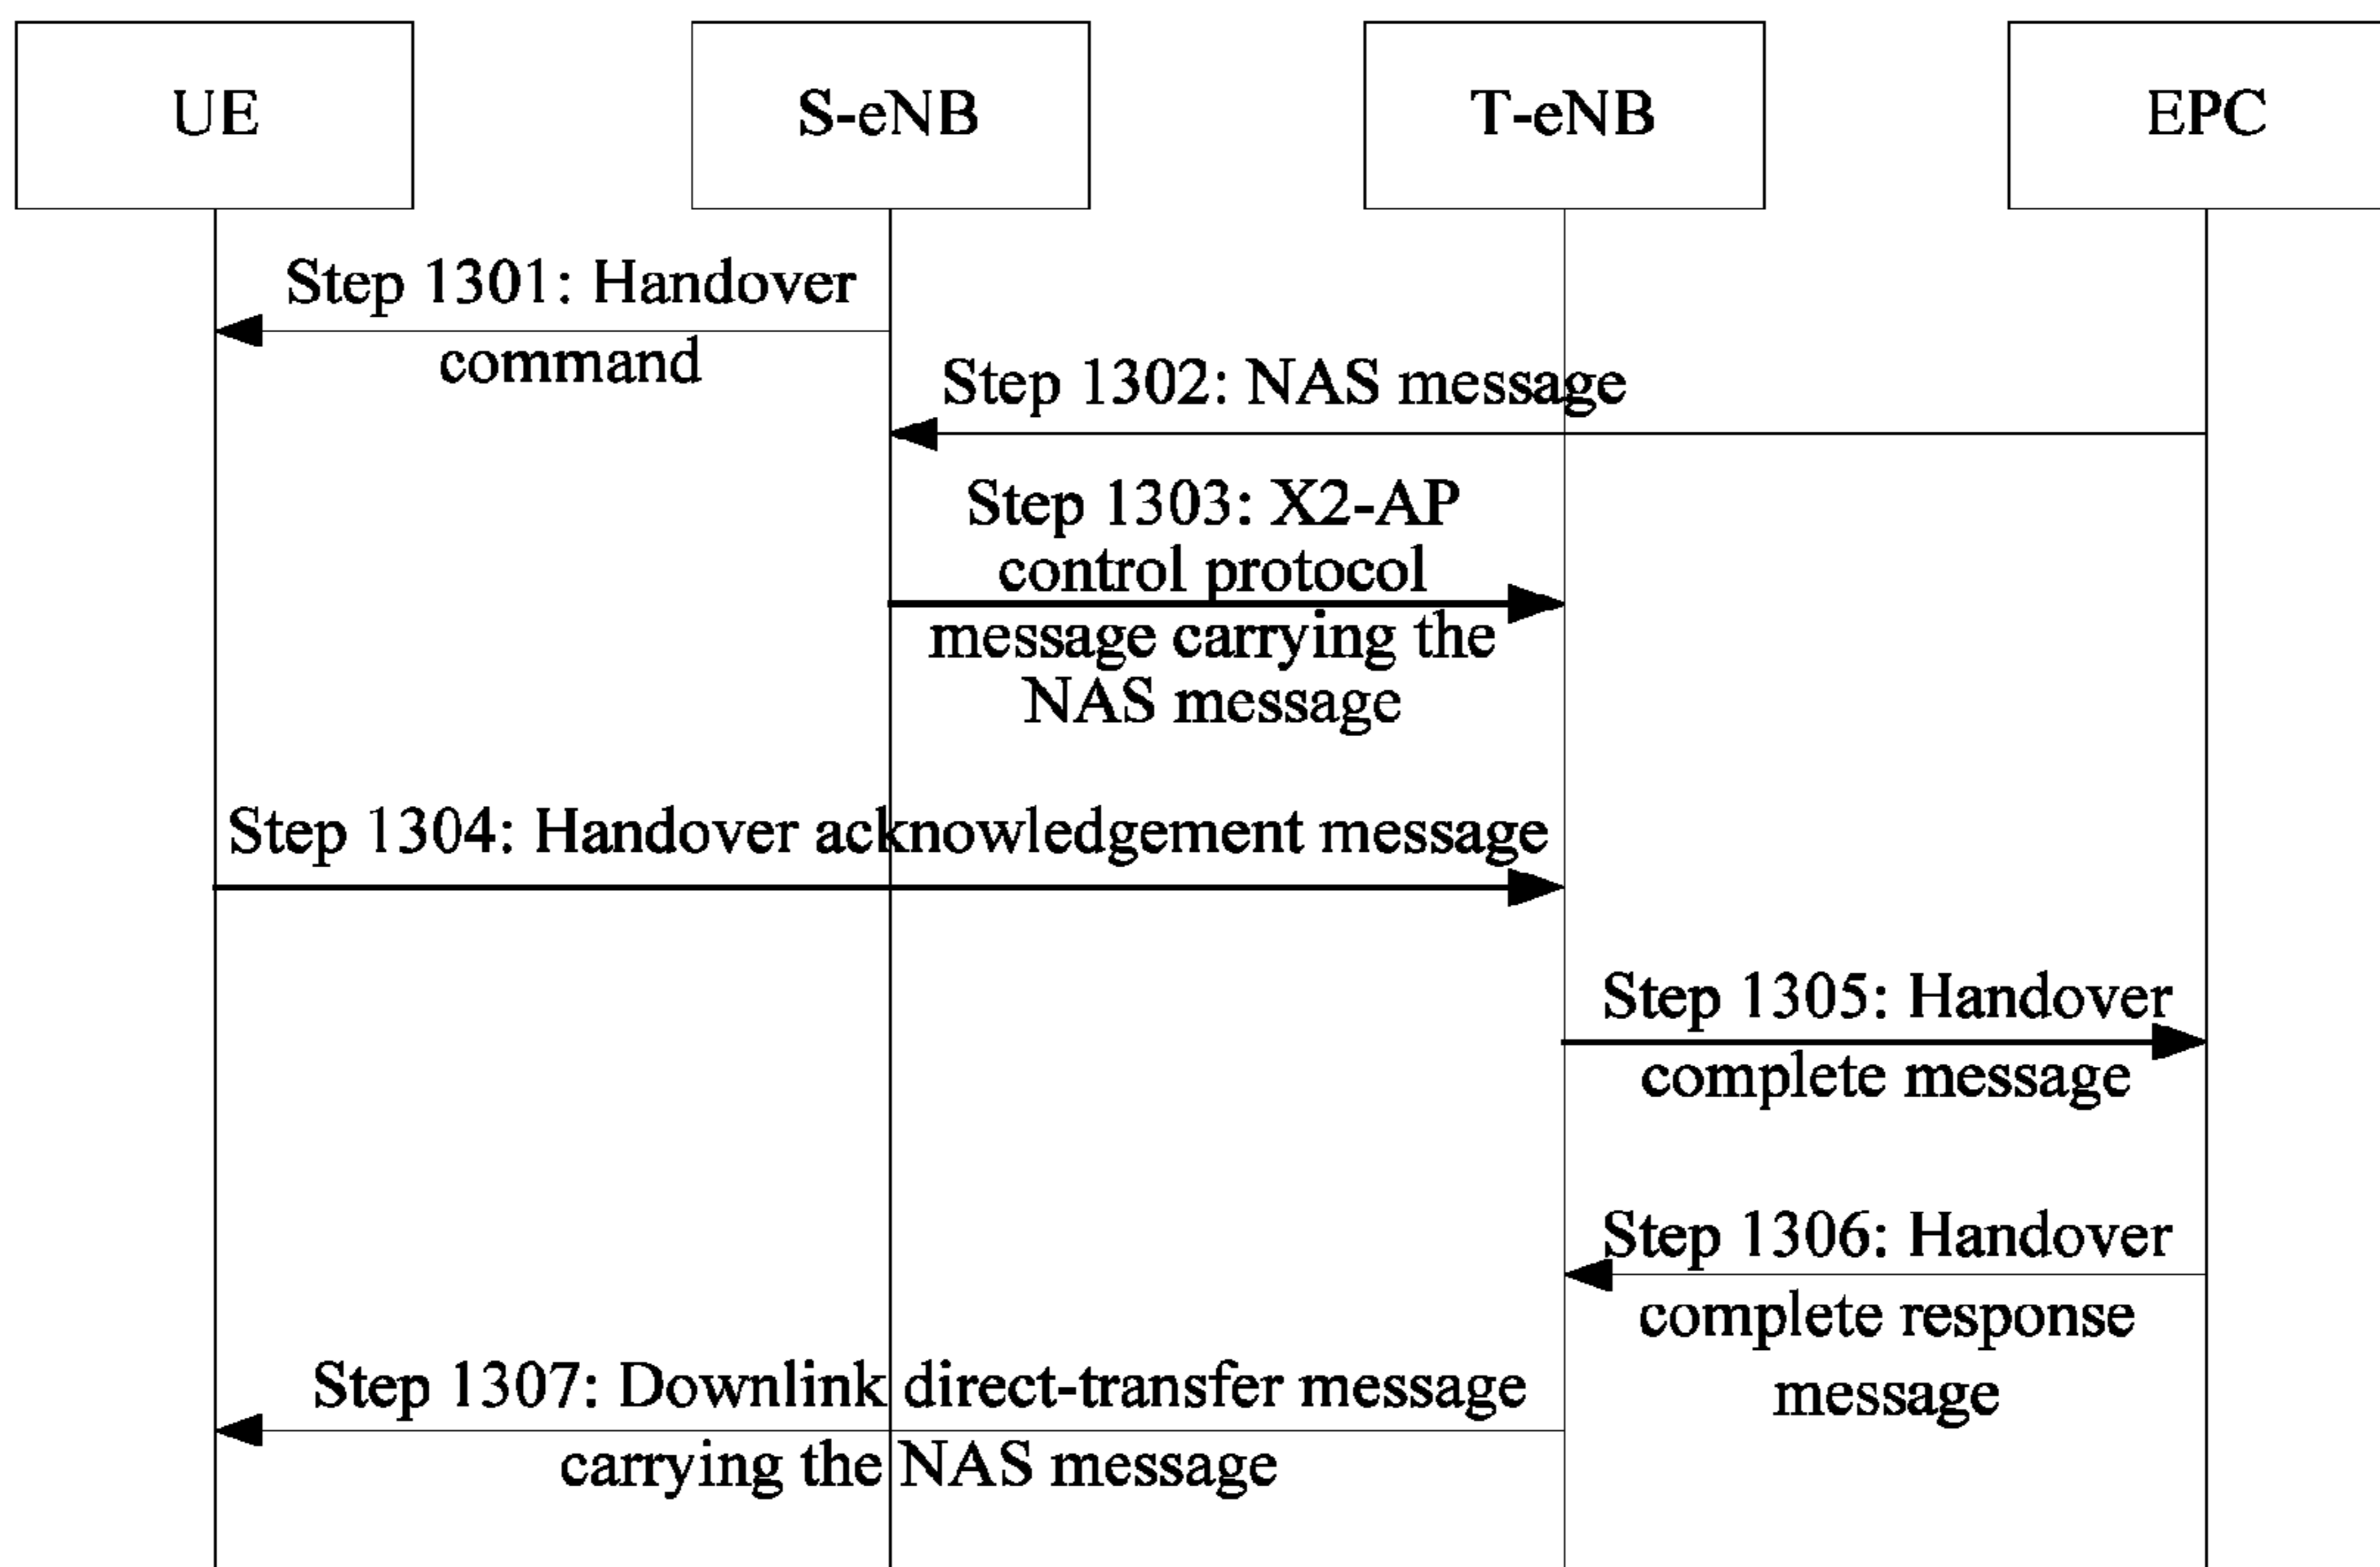 UE
S-eNB
T-eNB
EPC
Step 1301: Handover
command
Step 1302: NAS message
Step 1303: X2-AP
control protocol
message carrying the
NAS message
Step 1304: Handover acknowledgement message
Step 1305: Handover
complete message
Step 1306: Handover
complete response
message
Step 1307: Downlink direct-transfer message
carrying the NAS message